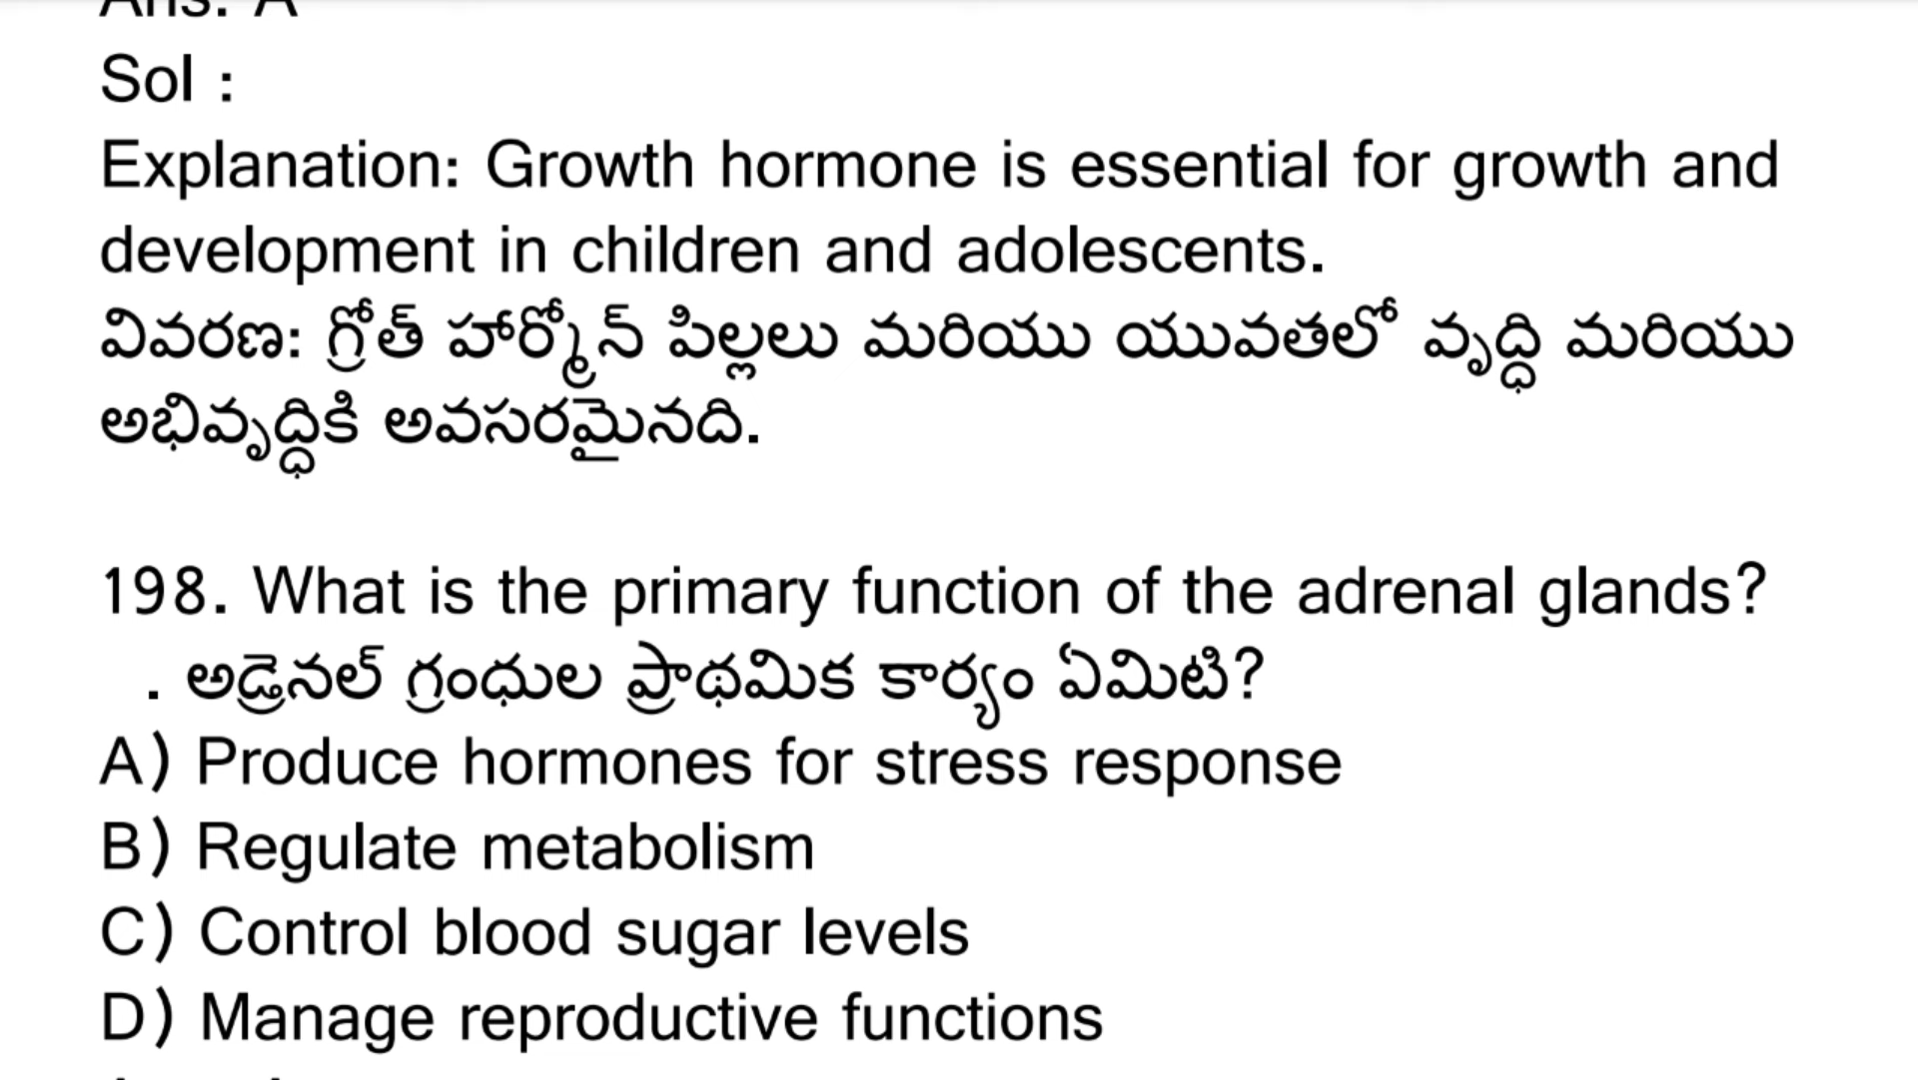 Ans: A
Sol :
Explanation: Growth hormone is essential for growth and
development in children and adolescents.
వివరణ: గ్రోత్ హార్మోన్ పిల్లలు మరియు యువతలో వృద్ధి మరియు
అభివృద్ధికి అవసరమైనది.
198. What is the primary function of the adrenal glands?
. అడ్రెనల్ గ్రంధుల ప్రాథమిక కార్యం ఏమిటి?
A) Produce hormones for stress response
B) Regulate metabolism
C) Control blood sugar levels
D) Manage reproductive functions